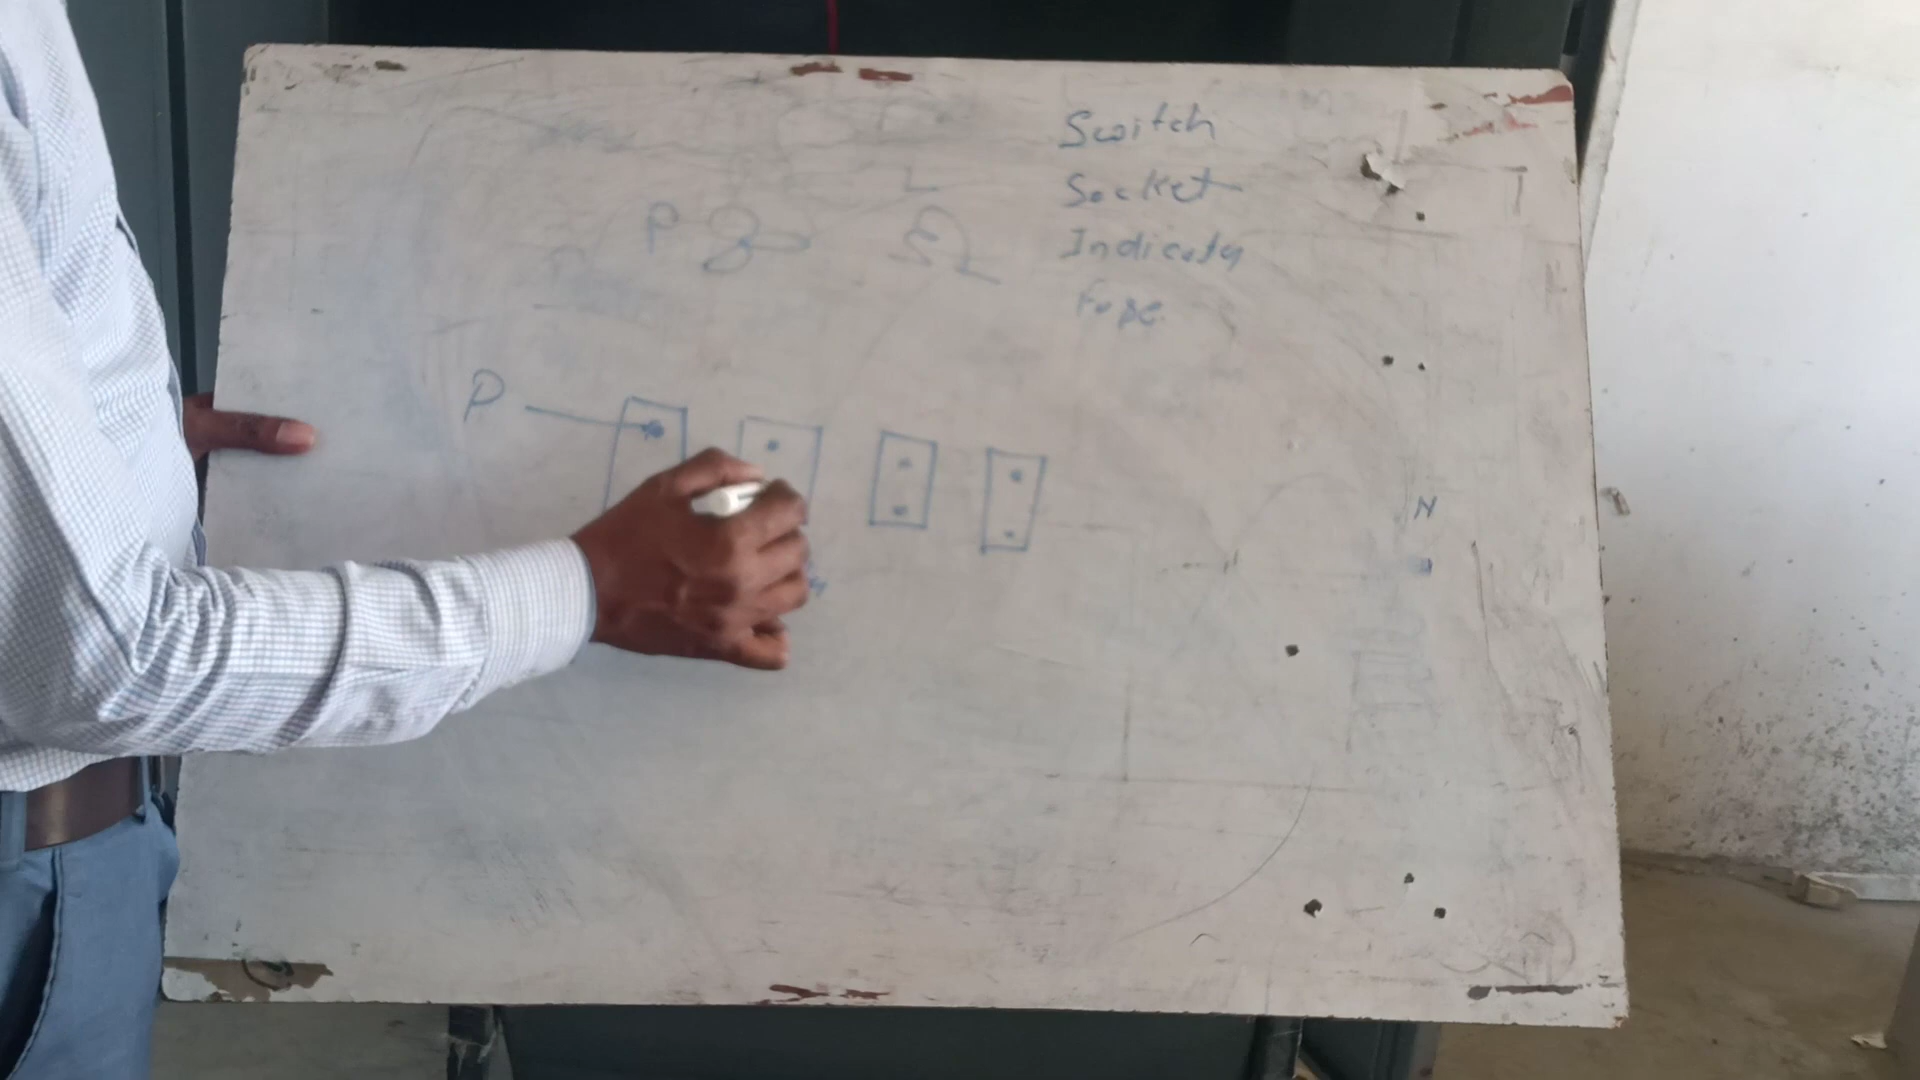 Switch
Socket
Indicator
Fuse
P
P
N